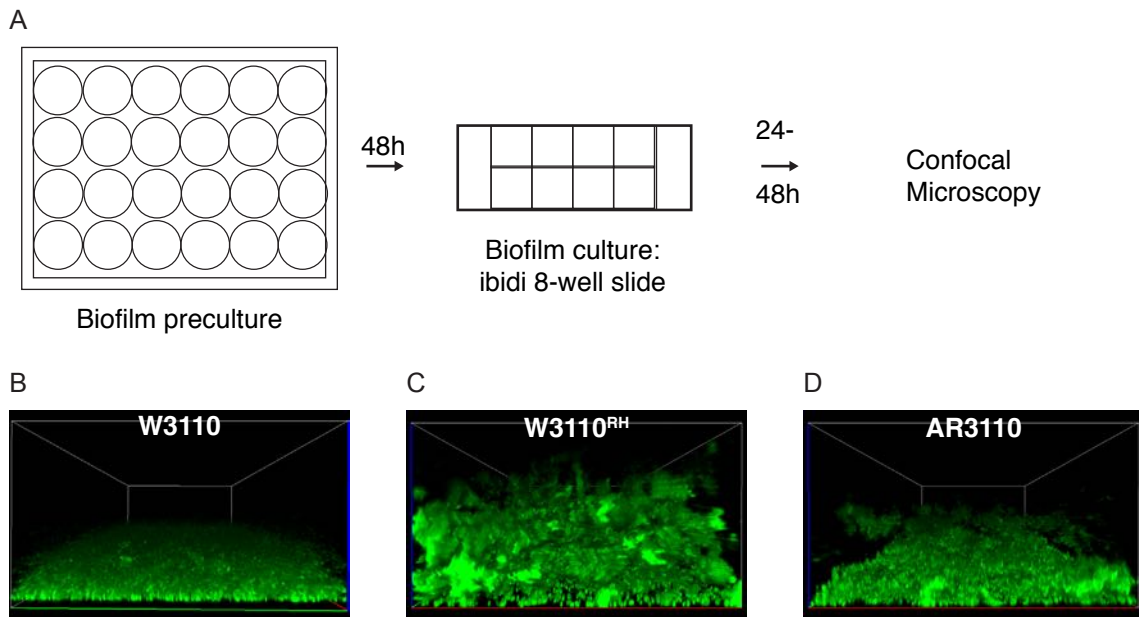 A
48h
24-
48h
Confocal
Microscopy
Biofilm culture:
ibidi 8-well slide
Biofilm preculture
B
C
D
W3110
W3110ᴿᴴ
AR3110